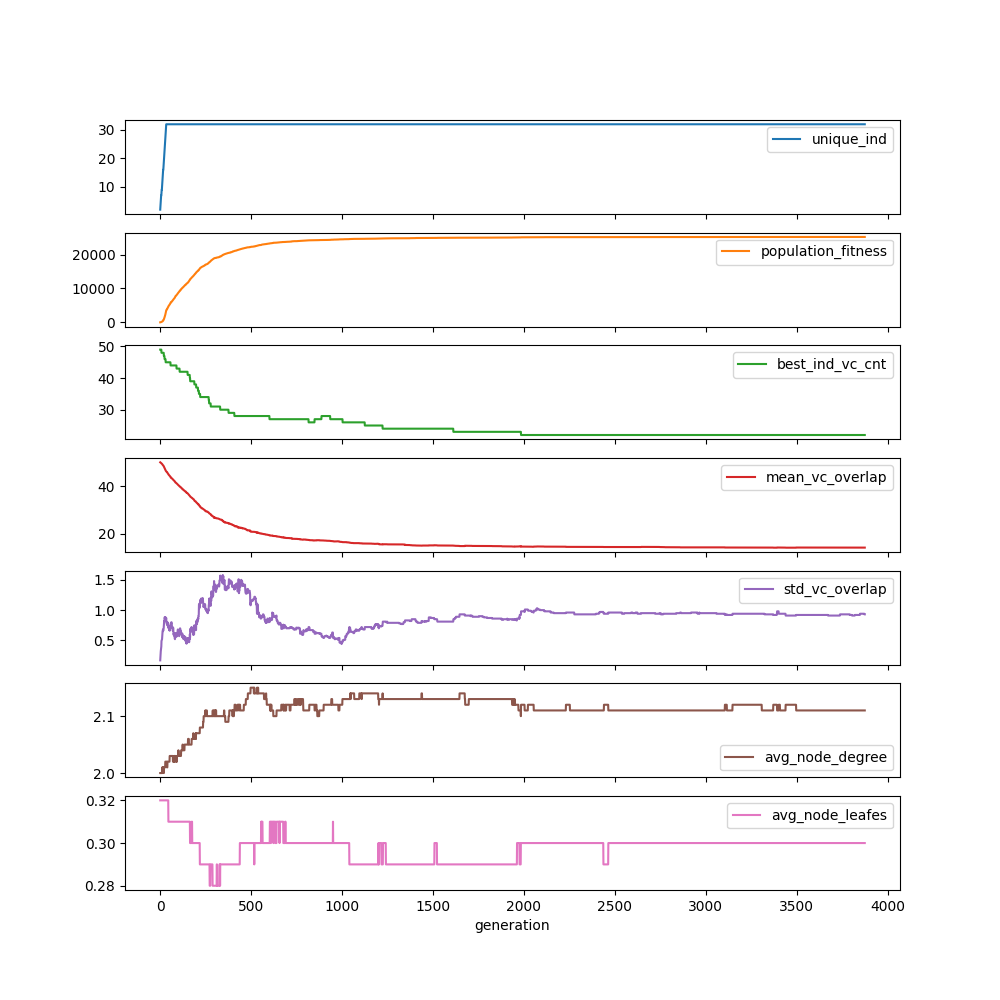 30
20
10
unique_ind
20000
10000
0
population_fitness
50
40
30
best_ind_vc_cnt
40
20
mean_vc_overlap
1.5
1.0
0.5
std_vc_overlap
2.1
2.0
avg_node_degree
0.32
0.30
0.28
avg_node_leafes
0 500 1000 1500 2000 2500 3000 3500 4000
generation